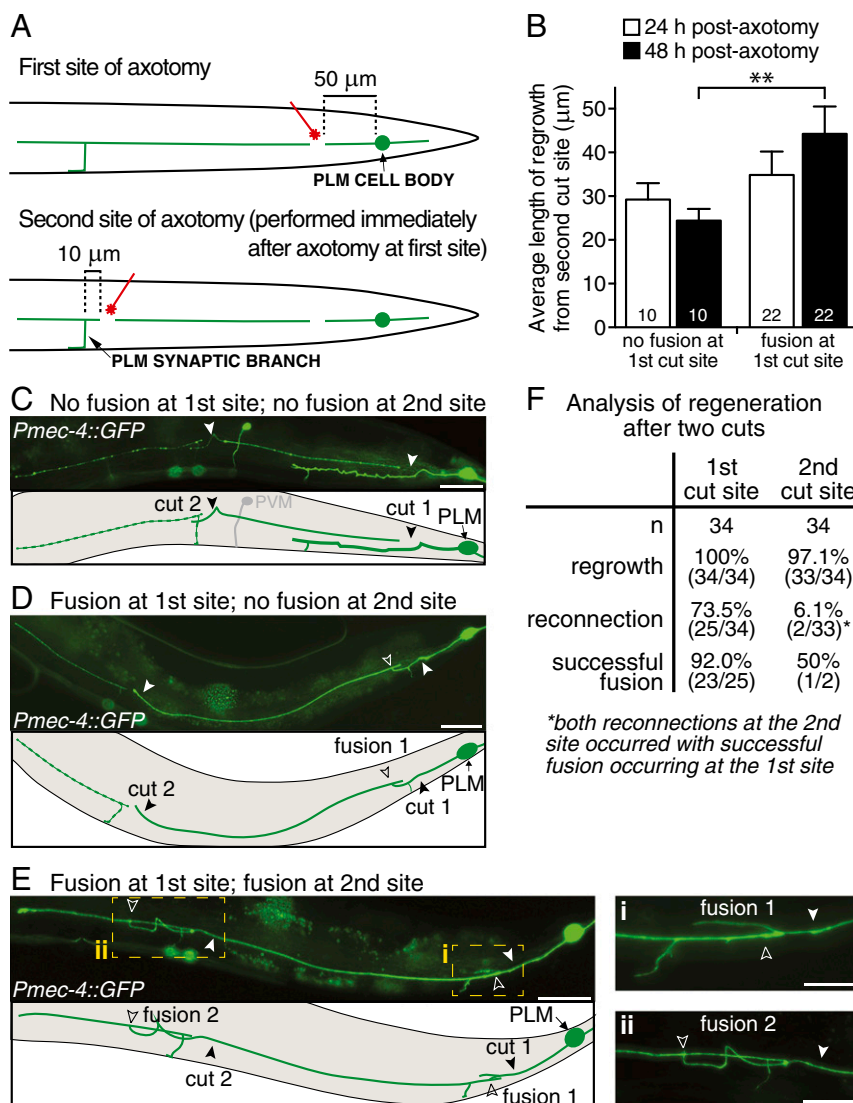 A
First site of axotomy
50 μm
PLM CELL BODY
Second site of axotomy (performed immediately
after axotomy at first site)
10 μm
PLM SYNAPTIC BRANCH
B
24 h post-axotomy
48 h post-axotomy
**
Average length of regrowth
from second cut site (μm)
50
40
30
20
10
0
10
10
22
22
no fusion at
1st cut site
fusion at
1st cut site
C No fusion at 1st site; no fusion at 2nd site
Pmec-4::GFP
cut 2
PVM
cut 1
PLM
D Fusion at 1st site; no fusion at 2nd site
Pmec-4::GFP
fusion 1
cut 2
cut 1
PLM
E Fusion at 1st site; fusion at 2nd site
ii
i
Pmec-4::GFP
fusion 2
cut 2
PLM
cut 1
fusion 1
i
fusion 1
ii
fusion 2
F Analysis of regeneration
after two cuts
1st
cut site
2nd
cut site
n 34 34
regrowth 100% (34/34) 97.1% (33/34)
reconnection 73.5% (25/34) 6.1% (2/33)*
successful fusion 92.0% (23/25) 50% (1/2)
*both reconnections at the 2nd
site occurred with successful
fusion occurring at the 1st site